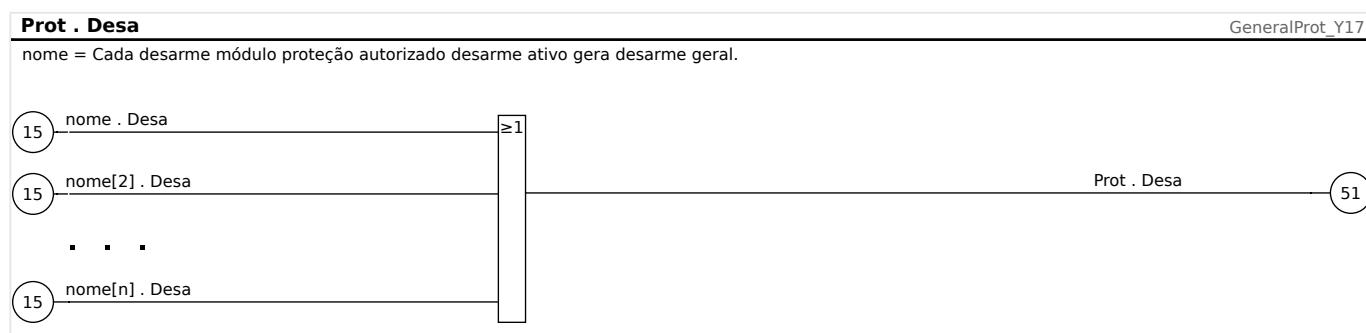 Prot . Desa
GeneralProt_Y17
nome = Cada desarme módulo proteção autorizado desarme ativo gera desarme geral.
15
nome . Desa
≥1
15
nome[2] . Desa
Prot . Desa
51
15
nome[n] . Desa